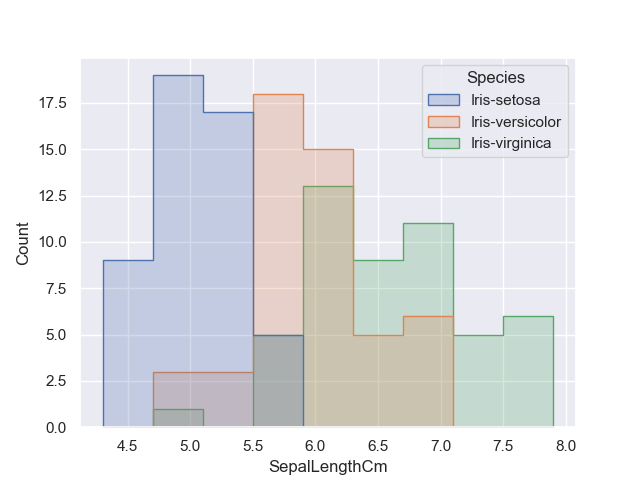 Species
Iris-setosa
Iris-versicolor
Iris-virginica
17.5
15.0
12.5
10.0
7.5
5.0
2.5
0.0
Count
4.5 5.0 5.5 6.0 6.5 7.0 7.5 8.0
SepalLengthCm